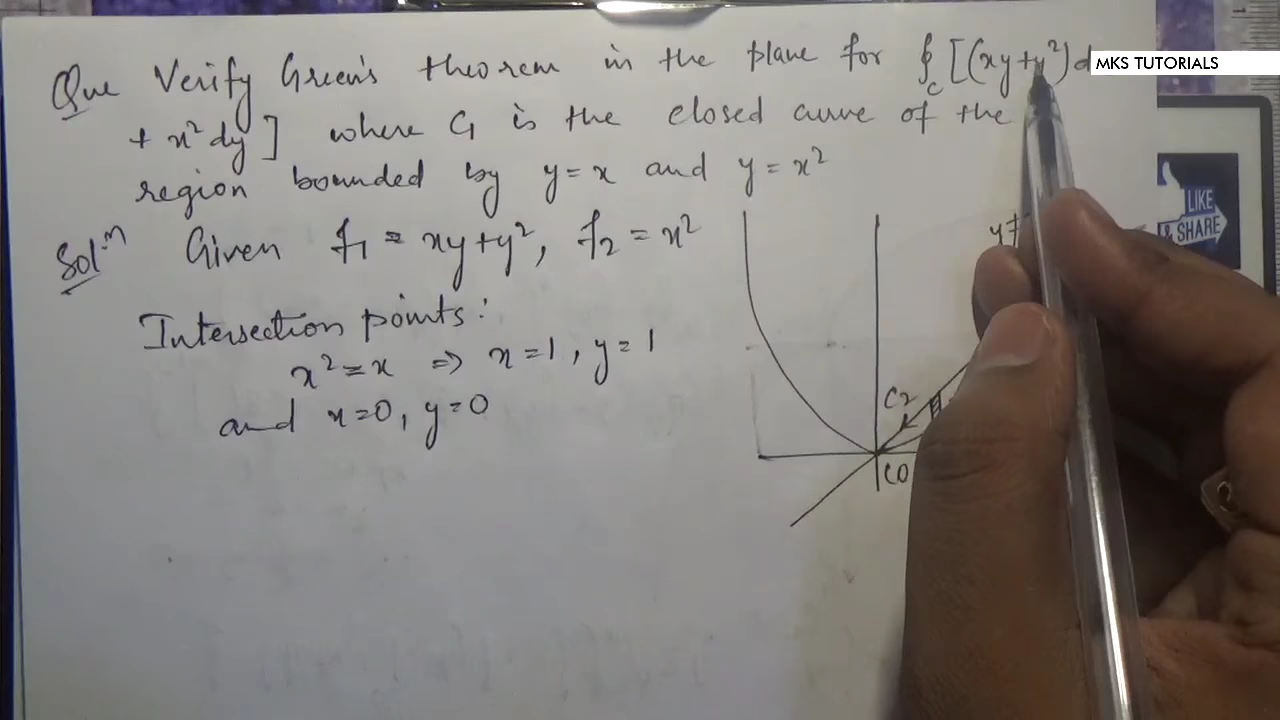 Que Verify Green's theorem in the plane for ∮c [(xy+y²)d
MKS TUTORIALS
+ x²dy] where C is the closed curve of the
region bounded by y=x and y=x²
LIKE
& SHARE
Sol.n Given f1 = xy+y², f2 = x²
y=
Intersection points:
x²=x ⇒ x=1, y=1
and x=0, y=0
C2
(0